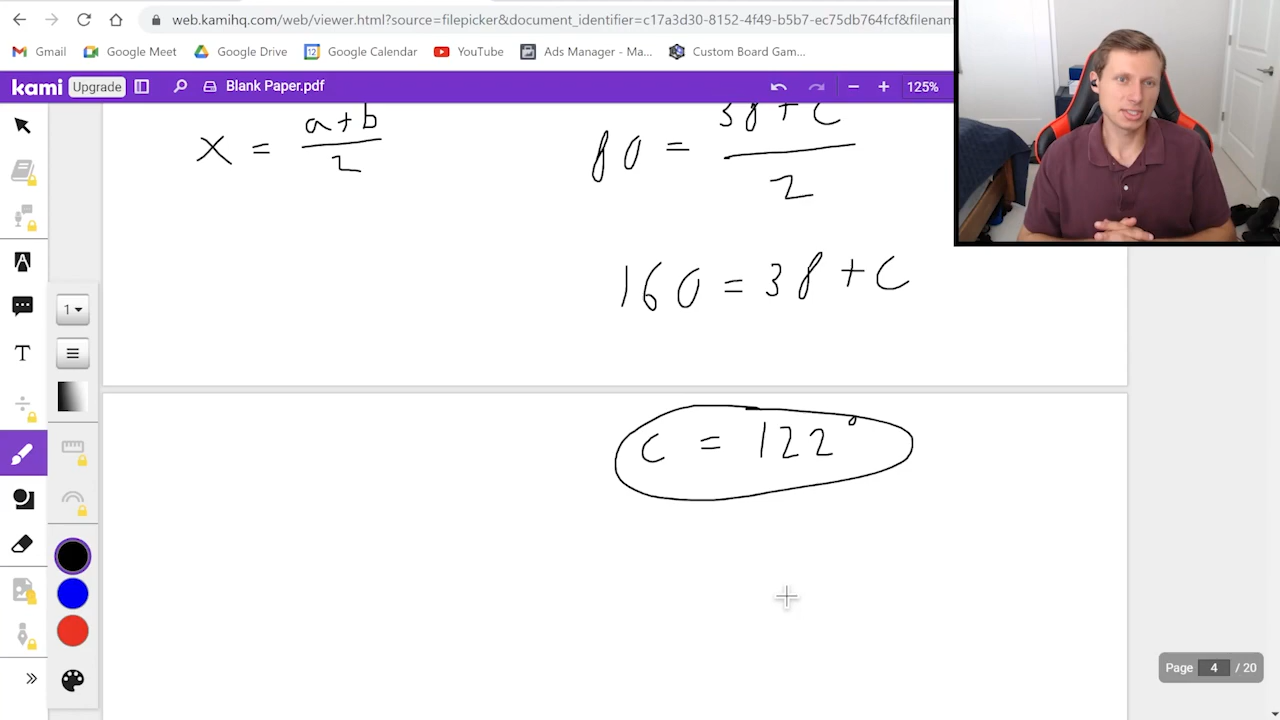 web.kamihq.com/web/viewer.html?source=filepicker&document_identifier=c17a3d30-8152-4f49-b5b7-ec75db764fcf&filenam
Gmail Google Meet Google Drive Google Calendar YouTube Ads Manager - Ma... Custom Board Gam...
kami Upgrade Blank Paper.pdf 125%
x = a+b / 2
80 = 38 + c / 2
160 = 38 + c
1
T
c = 122°
Page 4 / 20